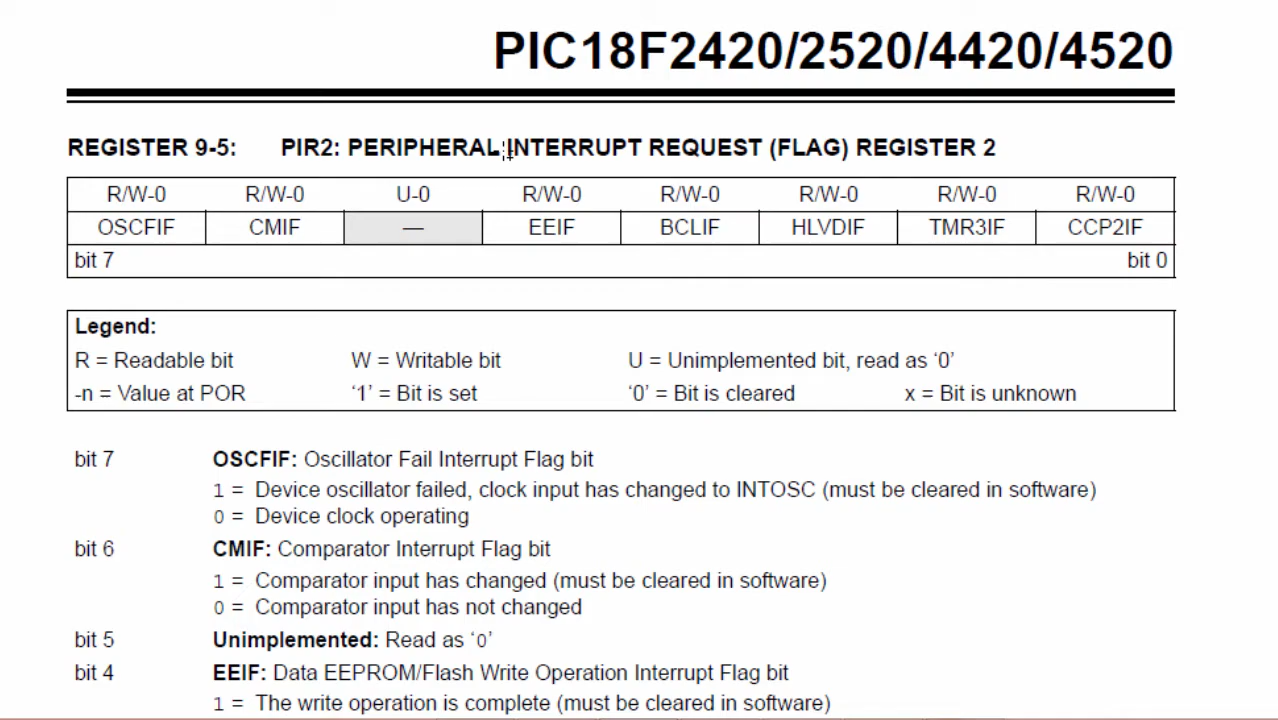 PIC18F2420/2520/4420/4520
REGISTER 9-5: PIR2: PERIPHERAL INTERRUPT REQUEST (FLAG) REGISTER 2
R/W-0 R/W-0 U-0 R/W-0 R/W-0 R/W-0 R/W-0 R/W-0
OSCFIF CMIF — EEIF BCLIF HLVDIF TMR3IF CCP2IF
bit 7 bit 0
Legend:
R = Readable bit W = Writable bit U = Unimplemented bit, read as ‘0’
-n = Value at POR ‘1’ = Bit is set ‘0’ = Bit is cleared x = Bit is unknown
bit 7 OSCFIF: Oscillator Fail Interrupt Flag bit
1 = Device oscillator failed, clock input has changed to INTOSC (must be cleared in software)
0 = Device clock operating
bit 6 CMIF: Comparator Interrupt Flag bit
1 = Comparator input has changed (must be cleared in software)
0 = Comparator input has not changed
bit 5 Unimplemented: Read as ‘0’
bit 4 EEIF: Data EEPROM/Flash Write Operation Interrupt Flag bit
1 = The write operation is complete (must be cleared in software)